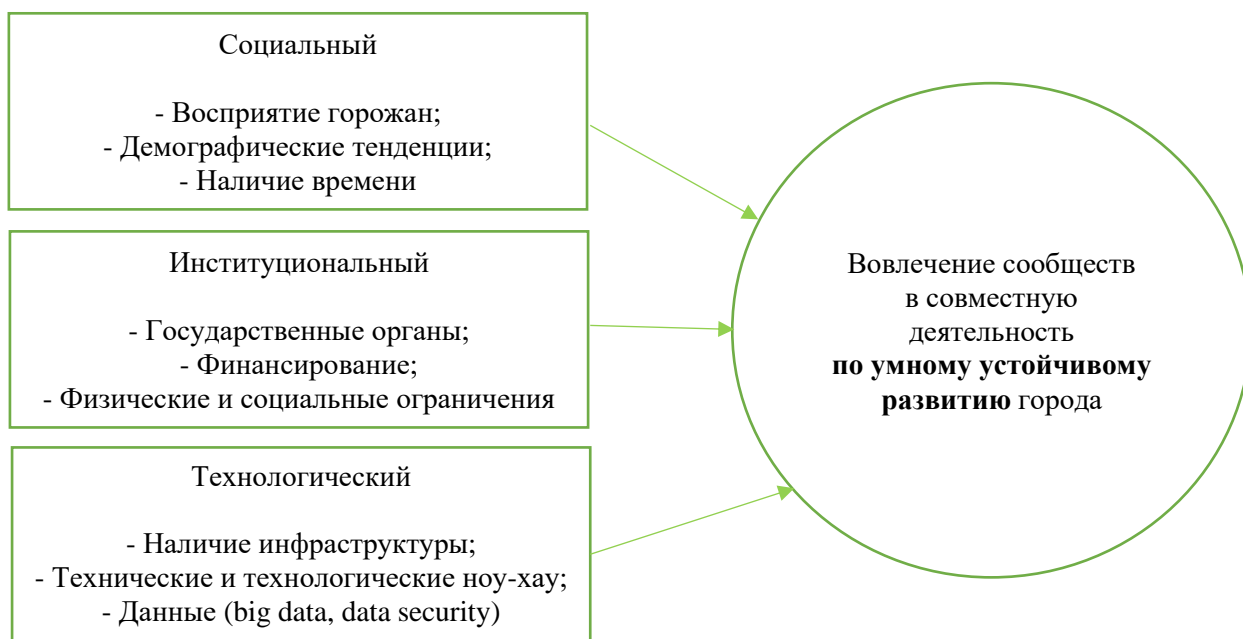 Социальный
- Восприятие горожан;
- Демографические тенденции;
- Наличие времени
Институциональный
- Государственные органы;
- Финансирование;
- Физические и социальные ограничения
Технологический
- Наличие инфраструктуры;
- Технические и технологические ноу-хау;
- Данные (big data, data security)
Вовлечение сообществ
в совместную
деятельность
по умному устойчивому
развитию города